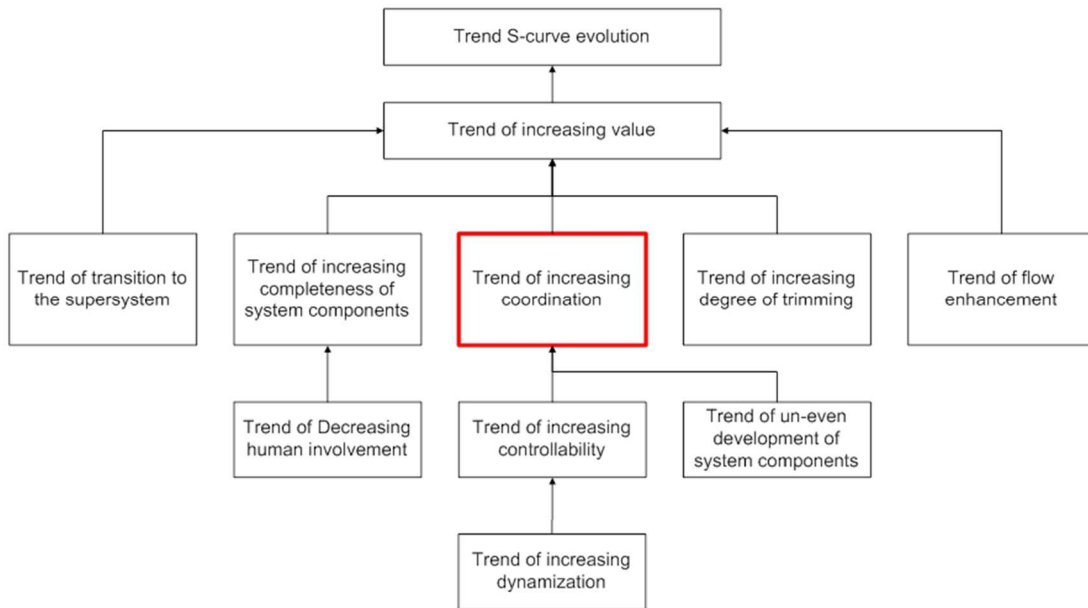 Trend S-curve evolution
Trend of increasing value
Trend of transition to
the supersystem
Trend of increasing
completeness of
system components
Trend of increasing
coordination
Trend of increasing
degree of trimming
Trend of flow
enhancement
Trend of Decreasing
human involvement
Trend of increasing
controllability
Trend of un-even
development of
system components
Trend of increasing
dynamization